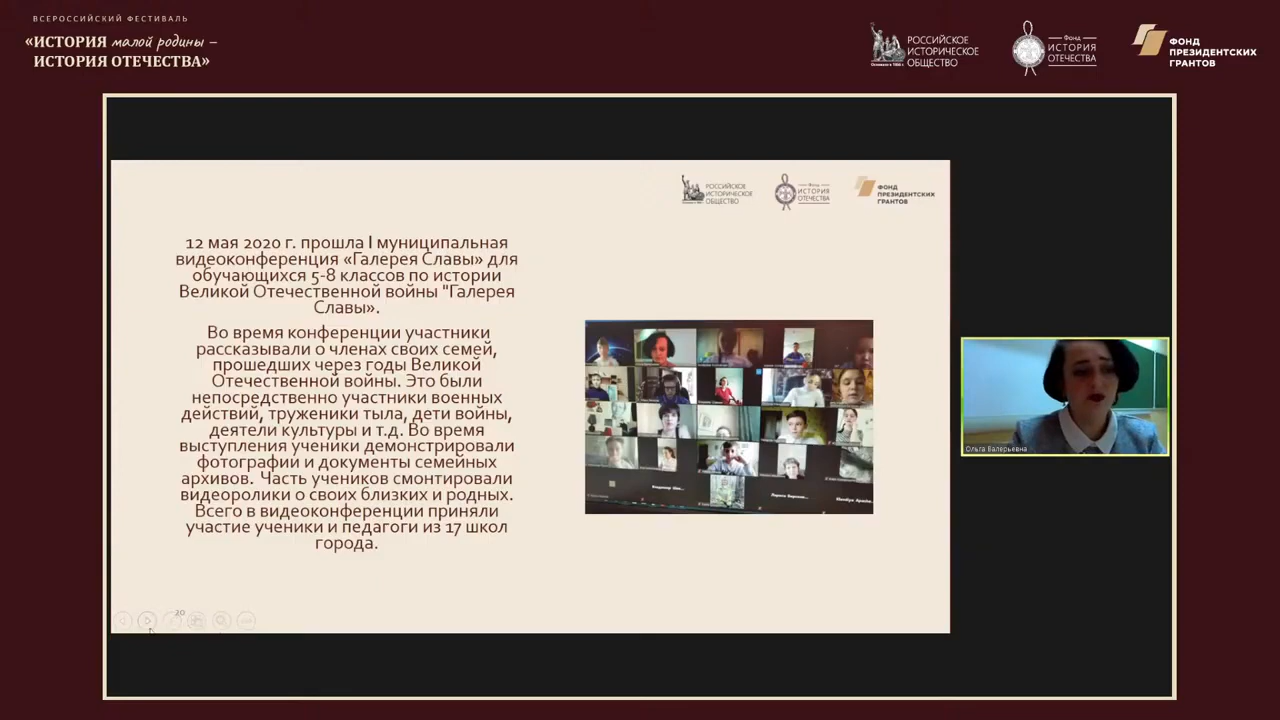 ВСЕРОССИЙСКИЙ ФЕСТИВАЛЬ
«ИСТОРИЯ малой родины –
ИСТОРИЯ ОТЕЧЕСТВА»
РОССИЙСКОЕ
ИСТОРИЧЕСКОЕ
ОБЩЕСТВО
Фонд
ИСТОРИЯ
ОТЕЧЕСТВА
ФОНД
ПРЕЗИДЕНТСКИХ
ГРАНТОВ
РОССИЙСКОЕ
ИСТОРИЧЕСКОЕ
ОБЩЕСТВО
Фонд
ИСТОРИЯ
ОТЕЧЕСТВА
ФОНД
ПРЕЗИДЕНТСКИХ
ГРАНТОВ
12 мая 2020 г. прошла I муниципальная
видеоконференция «Галерея Славы» для
обучающихся 5-8 классов по истории
Великой Отечественной войны "Галерея
Славы».
Во время конференции участники
рассказывали о членах своих семей,
прошедших через годы Великой
Отечественной войны. Это были
непосредственно участники военных
действий, труженики тыла, дети войны,
деятели культуры и т.д. Во время
выступления ученики демонстрировали
фотографии и документы семейных
архивов. Часть учеников смонтировали
видеоролики о своих близких и родных.
Всего в видеоконференции приняли
участие ученики и педагоги из 17 школ
города.
20
Ольга Валерьевна